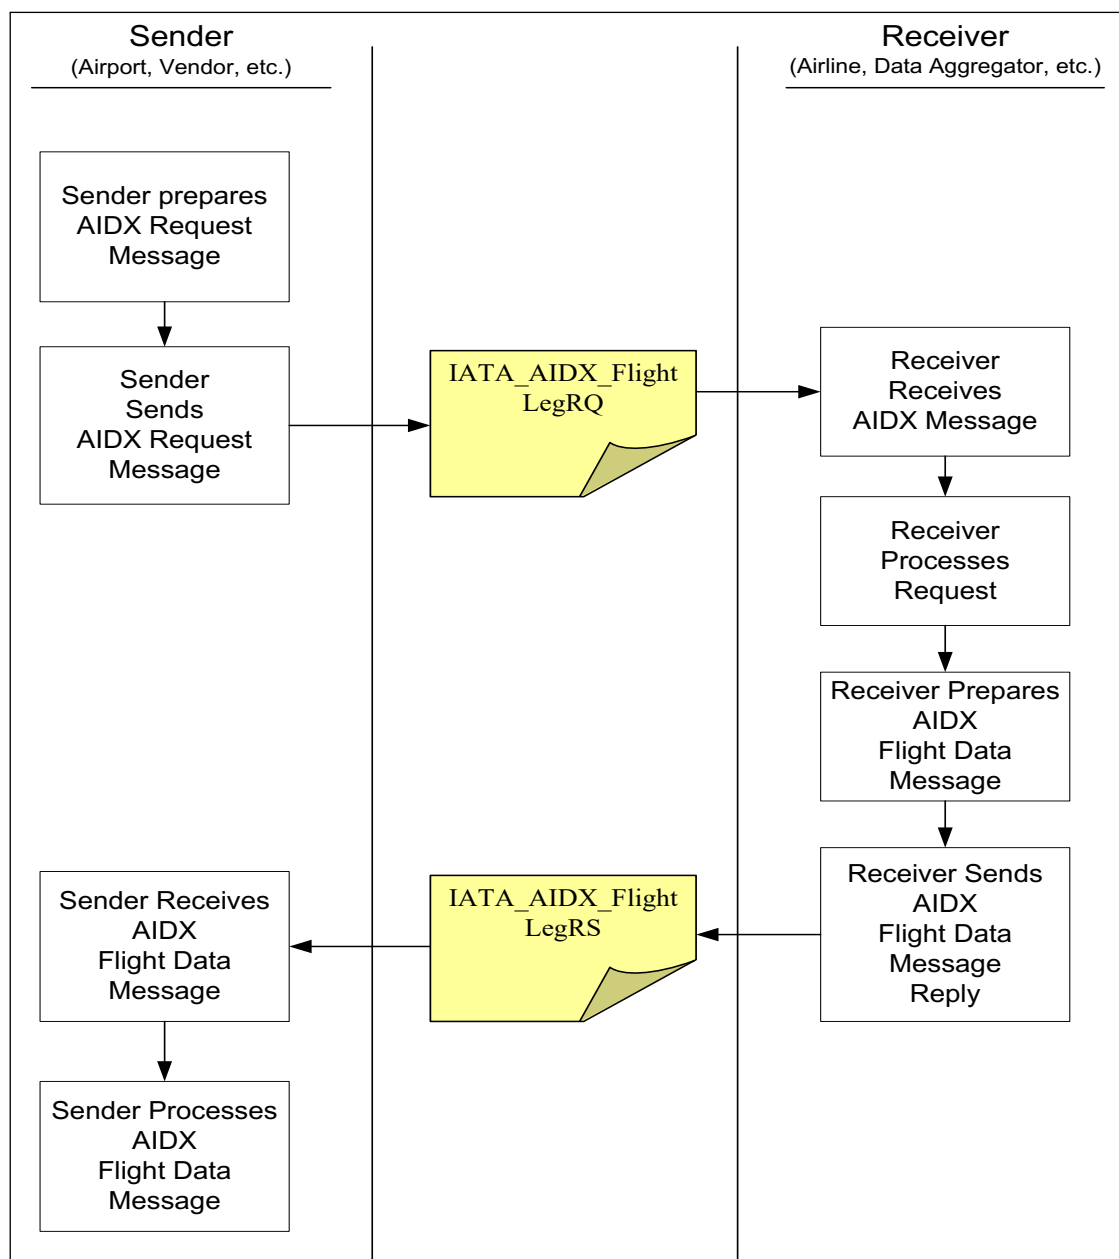 Sender
(Airport, Vendor, etc.)
Receiver
(Airline, Data Aggregator, etc.)
Sender prepares
AIDX Request
Message
Sender
Sends
AIDX Request
Message
IATA_AIDX_Flight
LegRQ
Receiver
Receives
AIDX Message
Receiver
Processes
Request
Receiver Prepares
AIDX
Flight Data
Message
Receiver Sends
AIDX
Flight Data
Message
Reply
IATA_AIDX_Flight
LegRS
Sender Receives
AIDX
Flight Data
Message
Sender Processes
AIDX
Flight Data
Message